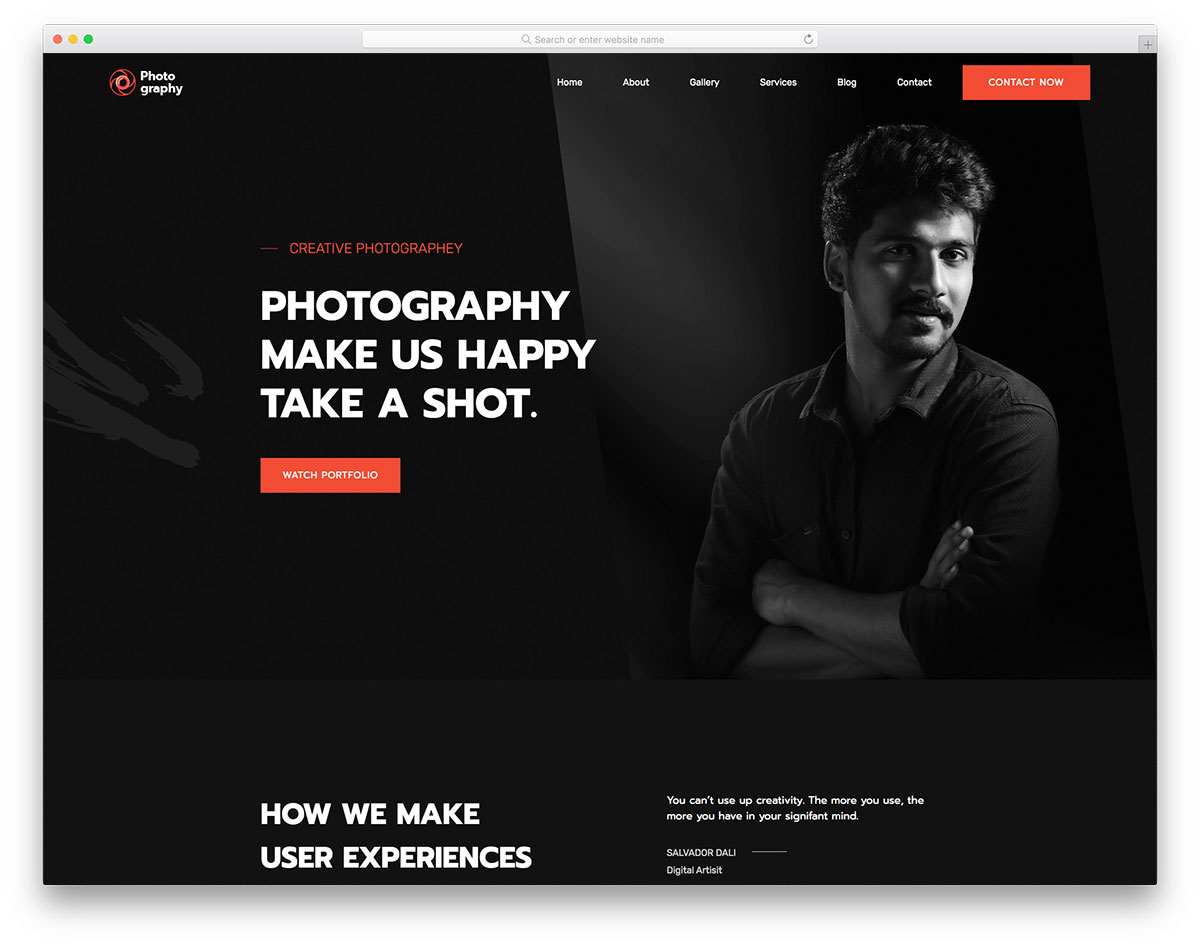 Search or enter website name
Photo
graphy
Home About Gallery Services Blog Contact CONTACT NOW
CREATIVE PHOTOGRAPHEY
PHOTOGRAPHY
MAKE US HAPPY
TAKE A SHOT.
WATCH PORTFOLIO
HOW WE MAKE
USER EXPERIENCES
You can't use up creativity. The more you use, the
more you have in your signifant mind.
SALVADOR DALI
Digital Artisit